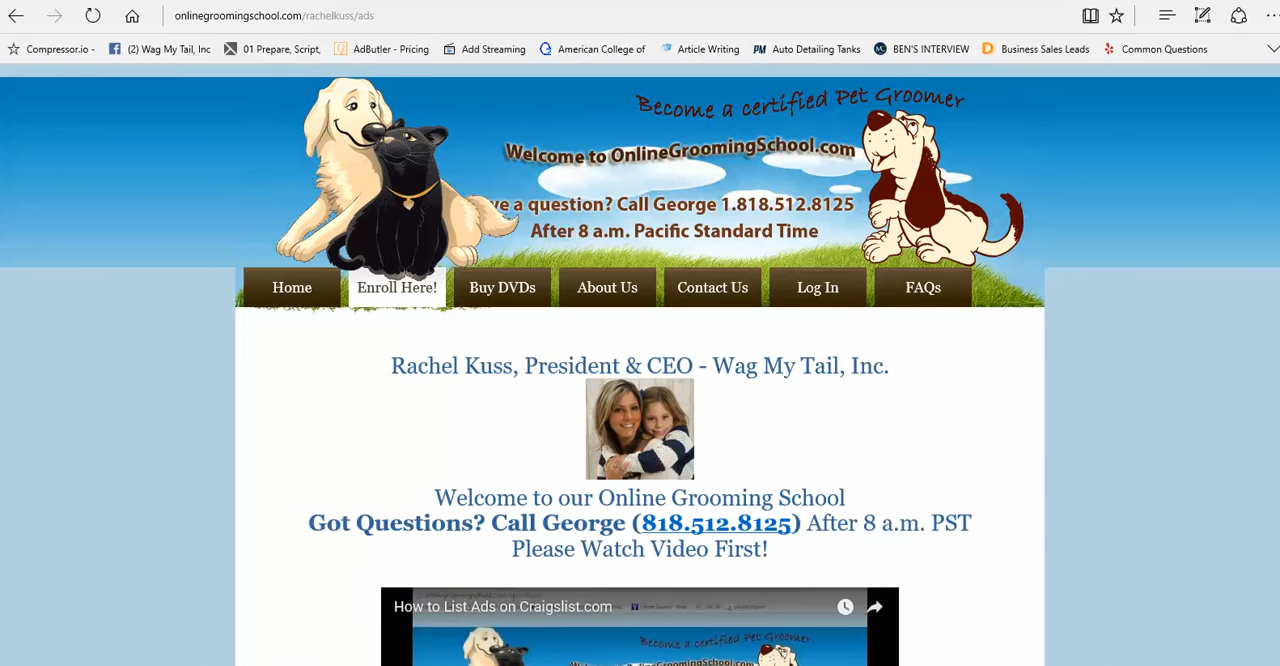 onlinegroomingschool.com/rachelkuss/ads
Compressor.io - (2) Wag My Tail, Inc 01 Prepare, Script, AdButler - Pricing Add Streaming American College of Article Writing PM Auto Detailing Tanks BEN'S INTERVIEW D Business Sales Leads Common Questions
Become a certified Pet Groomer
Welcome to OnlineGroomingSchool.com
ve a question? Call George 1.818.512.8125
After 8 a.m. Pacific Standard Time
Home Enroll Here! Buy DVDs About Us Contact Us Log In FAQs
Rachel Kuss, President & CEO - Wag My Tail, Inc.
Welcome to our Online Grooming School
Got Questions? Call George (818.512.8125) After 8 a.m. PST
Please Watch Video First!
How to List Ads on Craigslist.com
Become a certified Pet Groomer